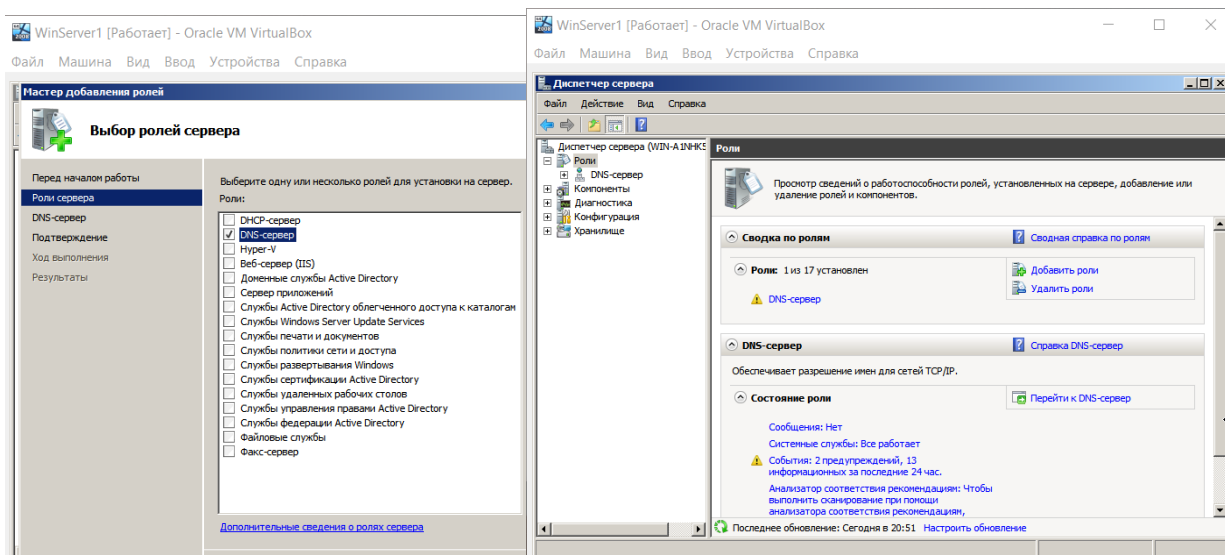 WinServer1 [Работает] - Oracle VM VirtualBox
Файл Машина Вид Ввод Устройства Справка
Мастер добавления ролей
Выбор ролей сервера
Перед началом работы
Роли сервера
DNS-сервер
Подтверждение
Ход выполнения
Результаты
Выберите одну или несколько ролей для установки на сервер.
Роли:
DHCP-сервер
DNS-сервер
Hyper-V
Веб-сервер (IIS)
Доменные службы Active Directory
Сервер приложений
Службы Active Directory облегченного доступа к каталогам
Службы Windows Server Update Services
Службы печати и документов
Службы политики сети и доступа
Службы развертывания Windows
Службы сертификации Active Directory
Службы удаленных рабочих столов
Службы управления правами Active Directory
Службы федерации Active Directory
Файловые службы
Факс-сервер
Дополнительные сведения о ролях сервера
WinServer1 [Работает] - Oracle VM VirtualBox
Файл Машина Вид Ввод Устройства Справка
Диспетчер сервера
Файл Действие Вид Справка
Диспетчер сервера (WIN-A1NHK5
Роли
DNS-сервер
Компоненты
Диагностика
Конфигурация
Хранилище
Роли
Просмотр сведений о работоспособности ролей, установленных на сервере, добавление или
удаление ролей и компонентов.
Сводка по ролям
Сводная справка по ролям
Роли: 1 из 17 установлен
Добавить роли
Удалить роли
DNS-сервер
DNS-сервер
Справка DNS-сервер
Обеспечивает разрешение имен для сетей TCP/IP.
Состояние роли
Перейти к DNS-сервер
Сообщения: Нет
Системные службы: Все работает
События: 2 предупреждений, 13
информационных за последние 24 час.
Анализатор соответствия рекомендациям: Чтобы
выполнить сканирование при помощи
анализатора соответствия рекомендациям,
Последнее обновление: Сегодня в 20:51 Настроить обновление